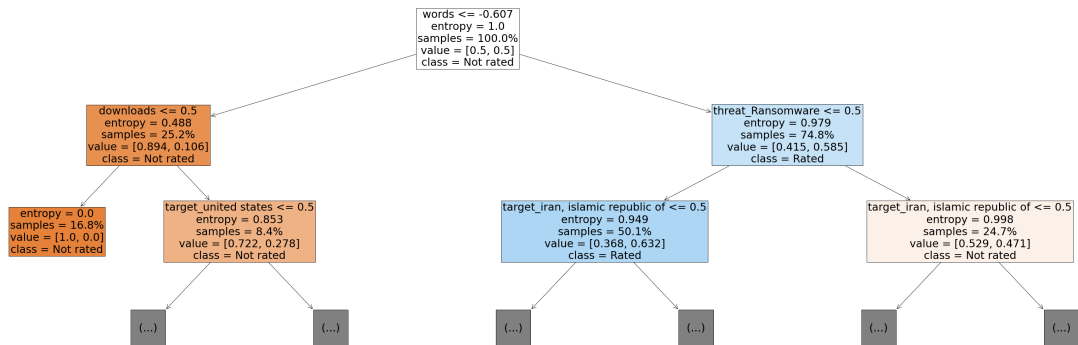 words <= -0.607
entropy = 1.0
samples = 100.0%
value = [0.5, 0.5]
class = Not rated
downloads <= 0.5
entropy = 0.488
samples = 25.2%
value = [0.894, 0.106]
class = Not rated
threat_Ransomware <= 0.5
entropy = 0.979
samples = 74.8%
value = [0.415, 0.585]
class = Rated
entropy = 0.0
samples = 16.8%
value = [1.0, 0.0]
class = Not rated
target_united states <= 0.5
entropy = 0.853
samples = 8.4%
value = [0.722, 0.278]
class = Not rated
target_iran, islamic republic of <= 0.5
entropy = 0.949
samples = 50.1%
value = [0.368, 0.632]
class = Rated
target_iran, islamic republic of <= 0.5
entropy = 0.998
samples = 24.7%
value = [0.529, 0.471]
class = Not rated
(...)
(...)
(...)
(...)
(...)
(...)